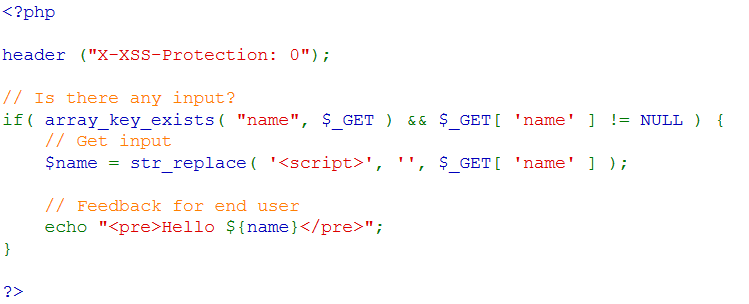 <?php
header ("X-XSS-Protection: 0");
// Is there any input?
if( array_key_exists( "name", $_GET ) && $_GET[ 'name' ] != NULL ) {
    // Get input
    $name = str_replace( '<script>', '', $_GET[ 'name' ] );
    // Feedback for end user
    echo "<pre>Hello ${name}</pre>";
}
?>